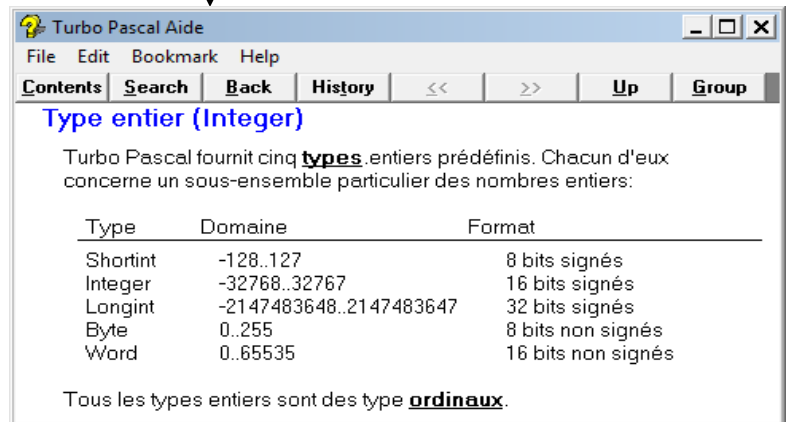 Turbo Pascal Aide
File Edit Bookmark Help
Contents Search Back History << >> Up Group
Type entier (Integer)
Turbo Pascal fournit cinq types.entiers prédéfinis. Chacun d'eux
concerne un sous-ensemble particulier des nombres entiers:
Type Domaine Format
Shortint -128..127 8 bits signés
Integer -32768..32767 16 bits signés
Longint -2147483648..2147483647 32 bits signés
Byte 0..255 8 bits non signés
Word 0..65535 16 bits non signés
Tous les types entiers sont des type ordinaux.